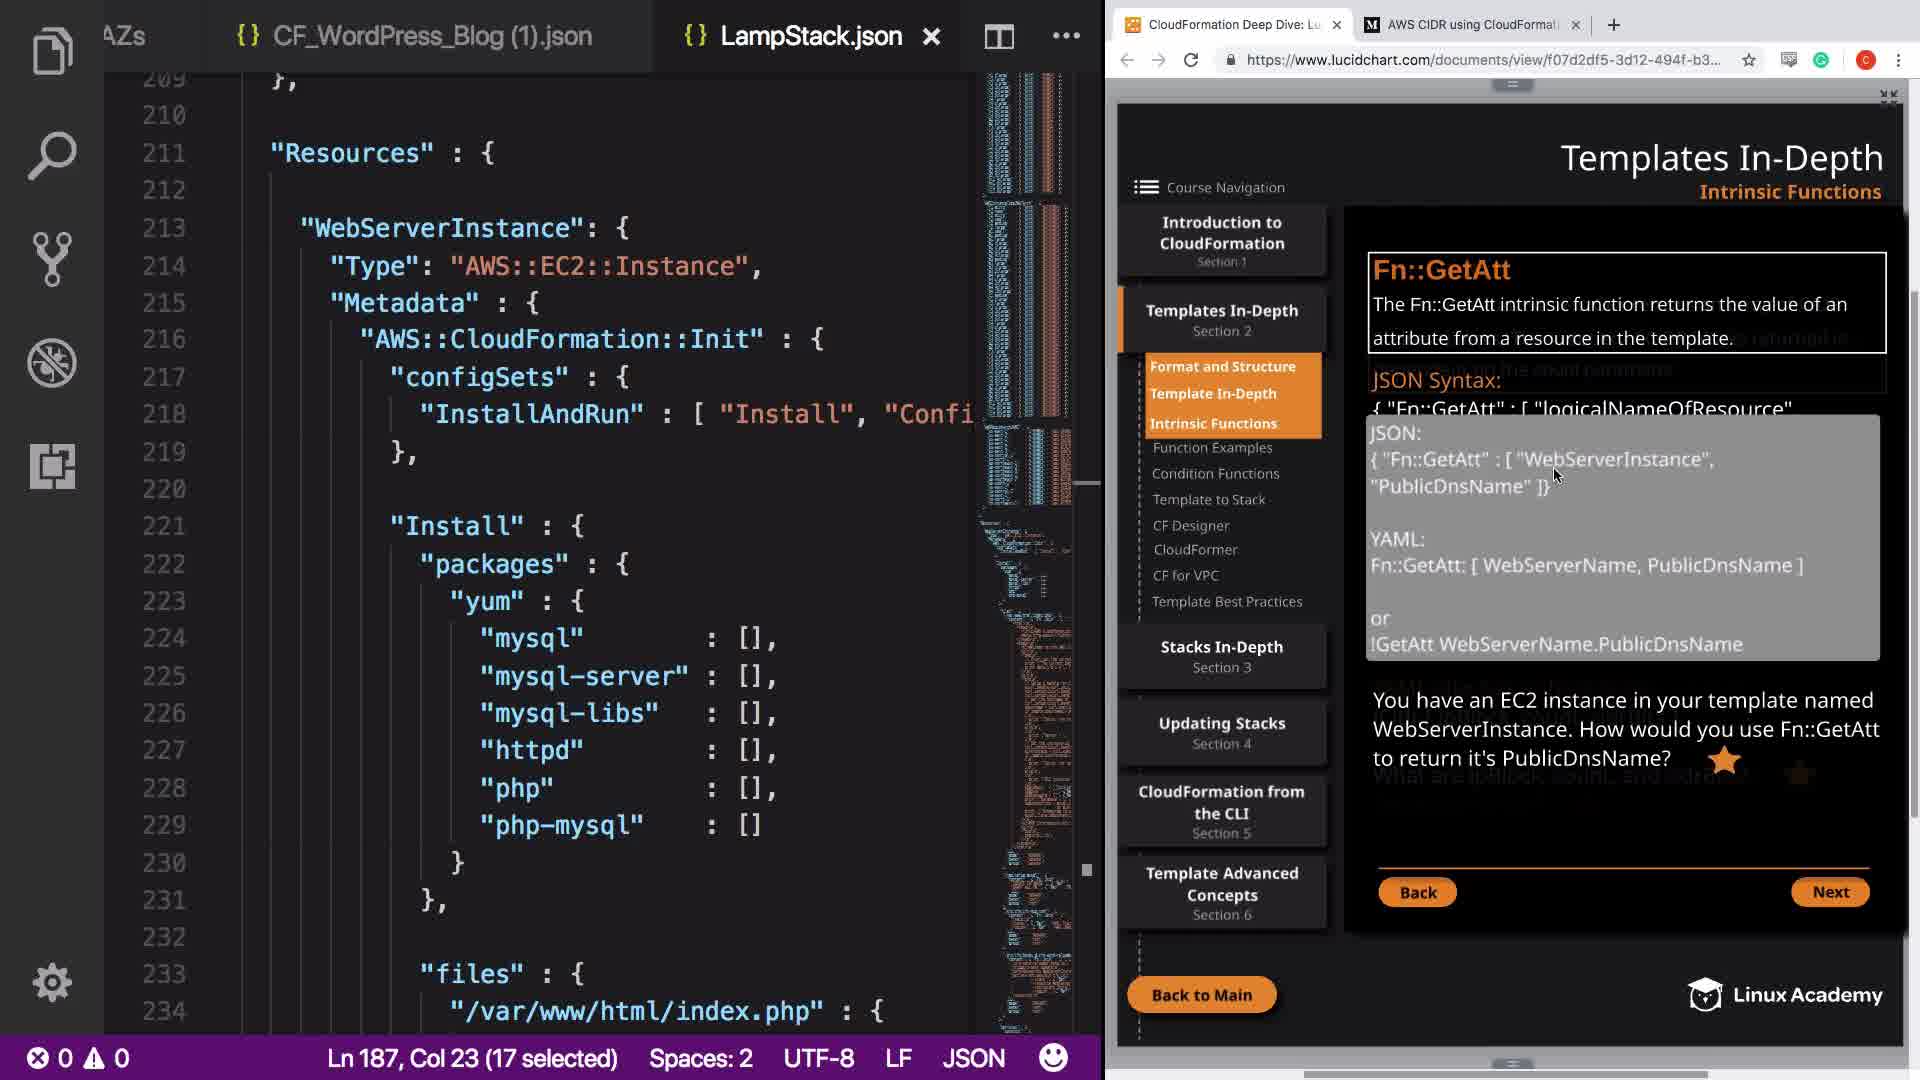 AZs
{} CF_WordPress_Blog (1).json
{} LampStack.json
209 },
210
211 "Resources" : {
212
213 "WebServerInstance": {
214 "Type": "AWS::EC2::Instance",
215 "Metadata" : {
216 "AWS::CloudFormation::Init" : {
217 "configSets" : {
218 "InstallAndRun" : [ "Install", "Confi
219 },
220
221 "Install" : {
222 "packages" : {
223 "yum" : {
224 "mysql" : [],
225 "mysql-server" : [],
226 "mysql-libs" : [],
227 "httpd" : [],
228 "php" : [],
229 "php-mysql" : []
230 }
231 },
232
233 "files" : {
234 "/var/www/html/index.php" : {
0 0
Ln 187, Col 23 (17 selected) Spaces: 2 UTF-8 LF JSON
CloudFormation Deep Dive: Lu
AWS CIDR using CloudFormati
https://www.lucidchart.com/documents/view/f07d2df5-3d12-494f-b3...
C
Templates In-Depth
Intrinsic Functions
Course Navigation
Introduction to
CloudFormation
Section 1
Templates In-Depth
Section 2
Format and Structure
Template In-Depth
Intrinsic Functions
Function Examples
Condition Functions
Template to Stack
CF Designer
CloudFormer
CF for VPC
Template Best Practices
Stacks In-Depth
Section 3
Updating Stacks
Section 4
CloudFormation from
the CLI
Section 5
Template Advanced
Concepts
Section 6
Back to Main
Fn::GetAtt
The Fn::GetAtt intrinsic function returns the value of an
attribute from a resource in the template.
JSON Syntax:
{ "Fn::GetAtt" : [ "logicalNameOfResource"
JSON:
{ "Fn::GetAtt" : [ "WebServerInstance",
"PublicDnsName" ]}
YAML:
Fn::GetAtt: [ WebServerName, PublicDnsName ]
or
!GetAtt WebServerName.PublicDnsName
You have an EC2 instance in your template named
WebServerInstance. How would you use Fn::GetAtt
to return it's PublicDnsName?
Back
Next
Linux Academy